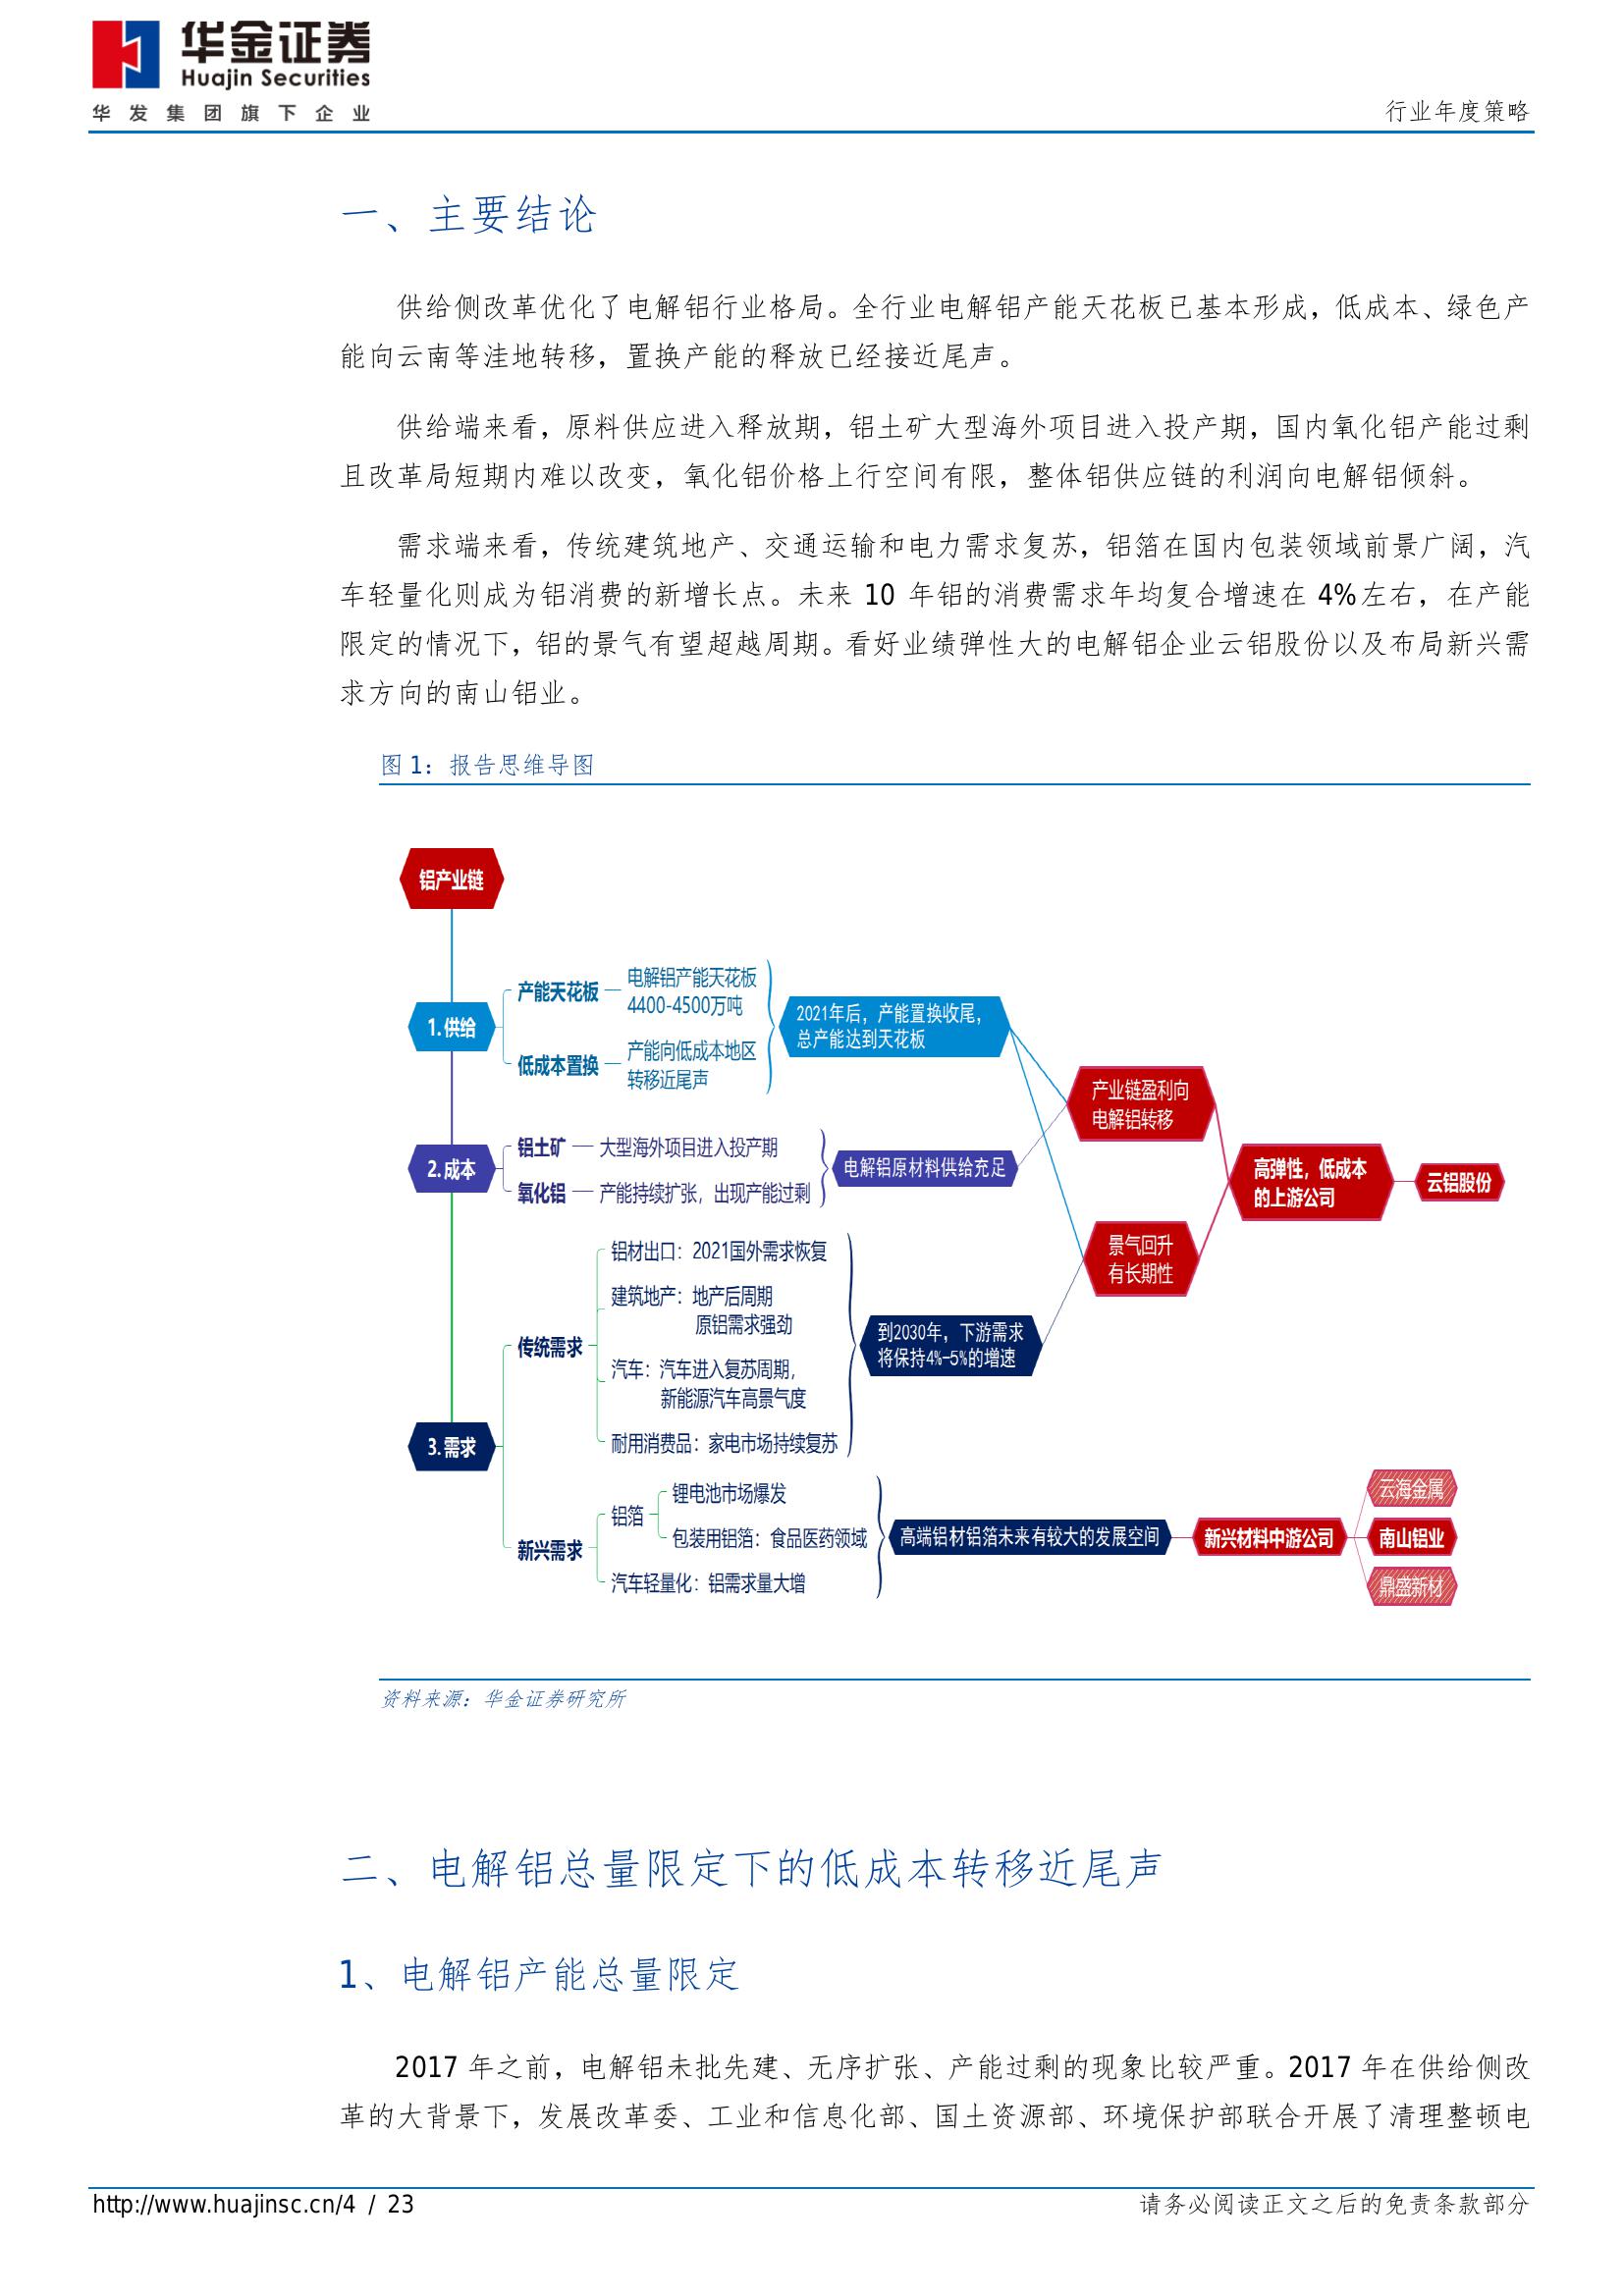 华金证券
Huajin Securities
华发集团旗下企业
行业年度策略
一、主要结论
供给侧改革优化了电解铝行业格局。全行业电解铝产能天花板已基本形成，低成本、绿色产
能向云南等洼地转移，置换产能的释放已经接近尾声。
供给端来看，原料供应进入释放期，铝土矿大型海外项目进入投产期，国内氧化铝产能过剩
且改革局短期内难以改变，氧化铝价格上行空间有限，整体铝供应链的利润向电解铝倾斜。
需求端来看，传统建筑地产、交通运输和电力需求复苏，铝箔在国内包装领域前景广阔，汽
车轻量化则成为铝消费的新增长点。未来 10 年铝的消费需求年均复合增速在 4%左右，在产能
限定的情况下，铝的景气有望超越周期。看好业绩弹性大的电解铝企业云铝股份以及布局新兴需
求方向的南山铝业。
图 1：报告思维导图
铝产业链
1.供给
产能天花板
电解铝产能天花板
4400-4500万吨
低成本置换
产能向低成本地区
转移近尾声
2021年后，产能置换收尾，
总产能达到天花板
2.成本
铝土矿
大型海外项目进入投产期
氧化铝
产能持续扩张，出现产能过剩
电解铝原材料供给充足
产业链盈利向
电解铝转移
景气回升
有长期性
高弹性，低成本
的上游公司
云铝股份
3.需求
传统需求
铝材出口：2021国外需求恢复
建筑地产：地产后周期
原铝需求强劲
汽车：汽车进入复苏周期，
新能源汽车高景气度
耐用消费品：家电市场持续复苏
到2030年，下游需求
将保持4%-5%的增速
新兴需求
铝箔
锂电池市场爆发
包装用铝箔：食品医药领域
汽车轻量化：铝需求量大增
高端铝材铝箔未来有较大的发展空间
新兴材料中游公司
云海金属
南山铝业
鼎盛新材
资料来源：华金证券研究所
二、电解铝总量限定下的低成本转移近尾声
1、电解铝产能总量限定
2017 年之前，电解铝未批先建、无序扩张、产能过剩的现象比较严重。2017 年在供给侧改
革的大背景下，发展改革委、工业和信息化部、国土资源部、环境保护部联合开展了清理整顿电
http://www.huajinsc.cn/4 / 23
请务必阅读正文之后的免责条款部分